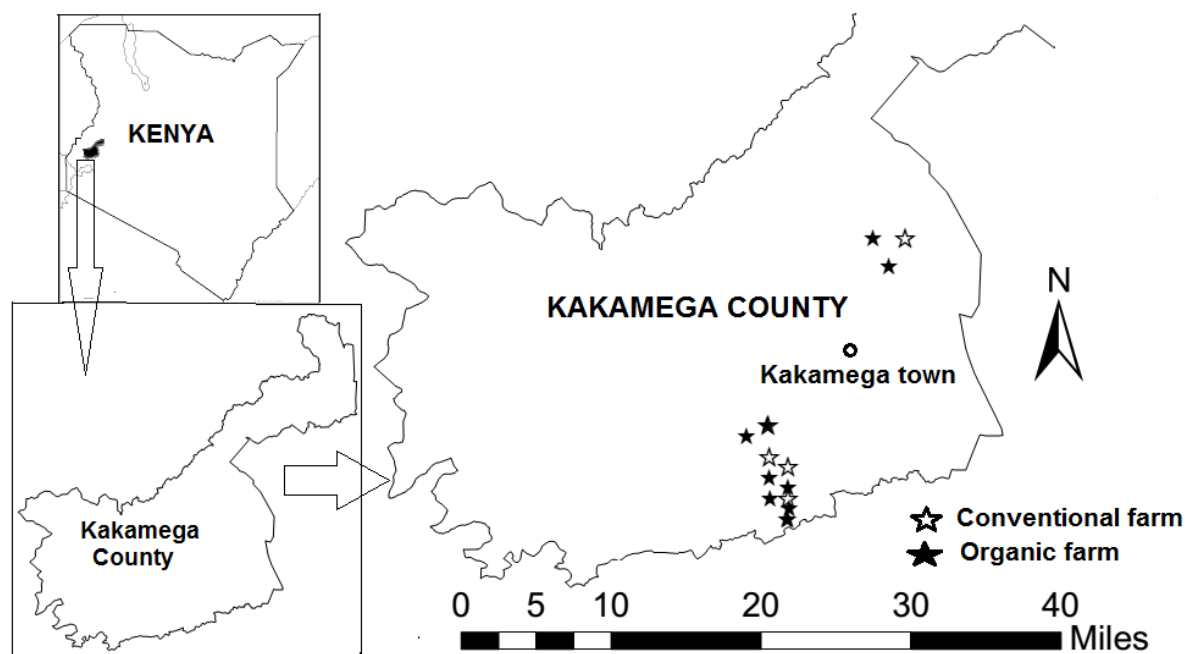 KENYA
KAKAMEGA COUNTY
N
Kakamega town
Kakamega
County
Conventional farm
Organic farm
0 5 10 20 30 40
Miles